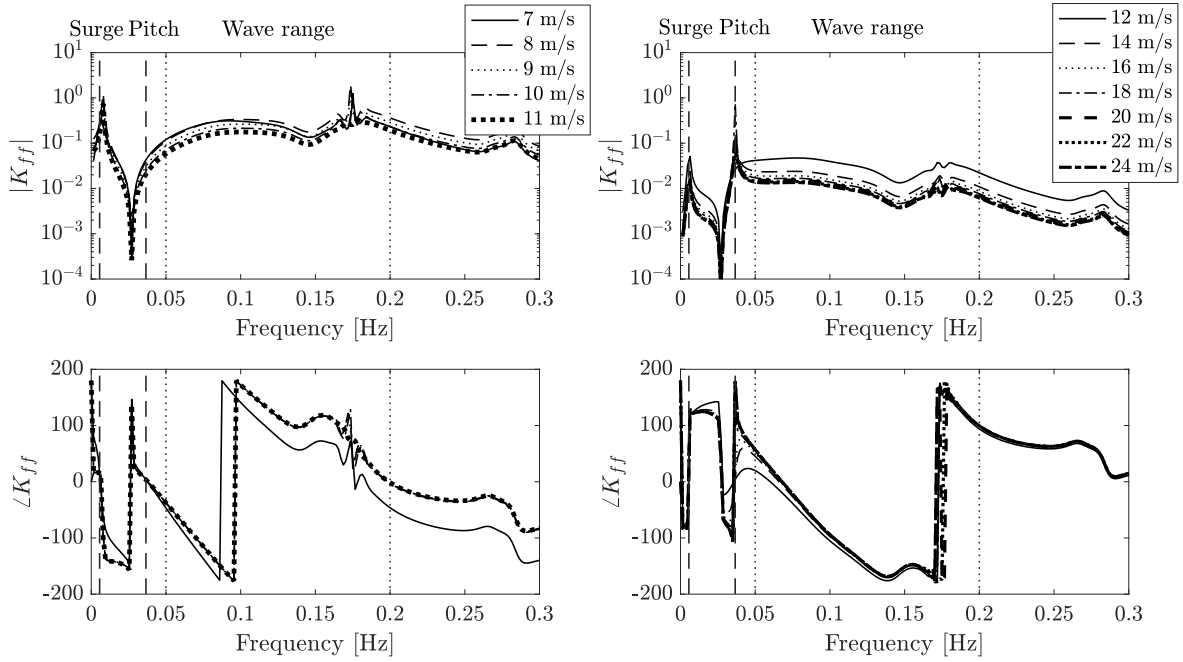 Surge Pitch Wave range
7 m/s
8 m/s
9 m/s
10 m/s
11 m/s
10^1
10^0
10^-1
10^-2
10^-3
10^-4
|K_ff|
0 0.05 0.1 0.15 0.2 0.25 0.3
Frequency [Hz]
Surge Pitch Wave range
12 m/s
14 m/s
16 m/s
18 m/s
20 m/s
22 m/s
24 m/s
10^1
10^0
10^-1
10^-2
10^-3
10^-4
|K_ff|
0 0.05 0.1 0.15 0.2 0.25 0.3
Frequency [Hz]
200
100
0
-100
-200
∠K_ff
0 0.05 0.1 0.15 0.2 0.25 0.3
Frequency [Hz]
200
100
0
-100
-200
∠K_ff
0 0.05 0.1 0.15 0.2 0.25 0.3
Frequency [Hz]